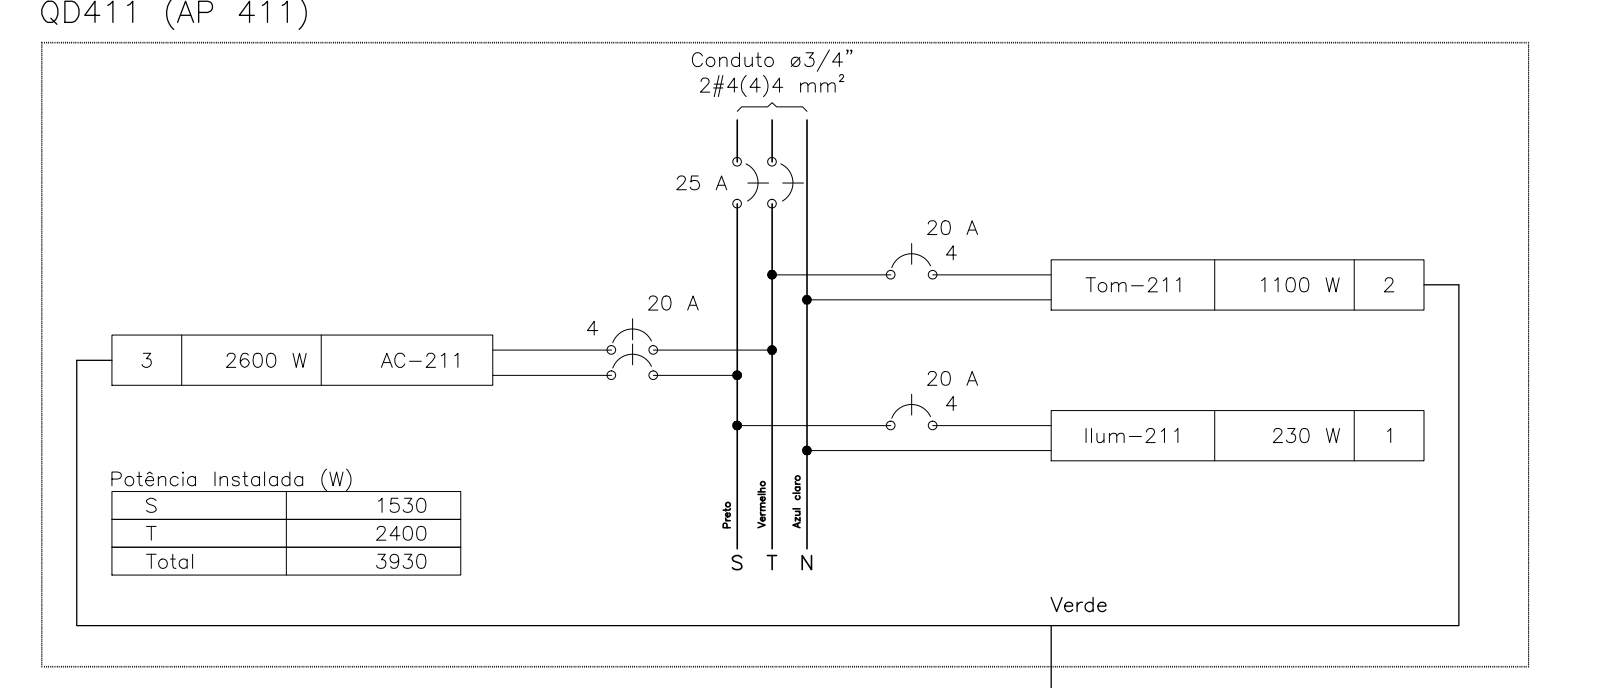 QD411 (AP 411)
Conduto ø3/4”
2#4(4)4 mm²
25 A
20 A
4
Tom-211 1100 W 2
20 A
4
3 2600 W AC-211
20 A
4
Ilum-211 230 W 1
Potência Instalada (W)
S 1530
T 2400
Total 3930
Preto
Vermelho
Azul claro
S T N
Verde